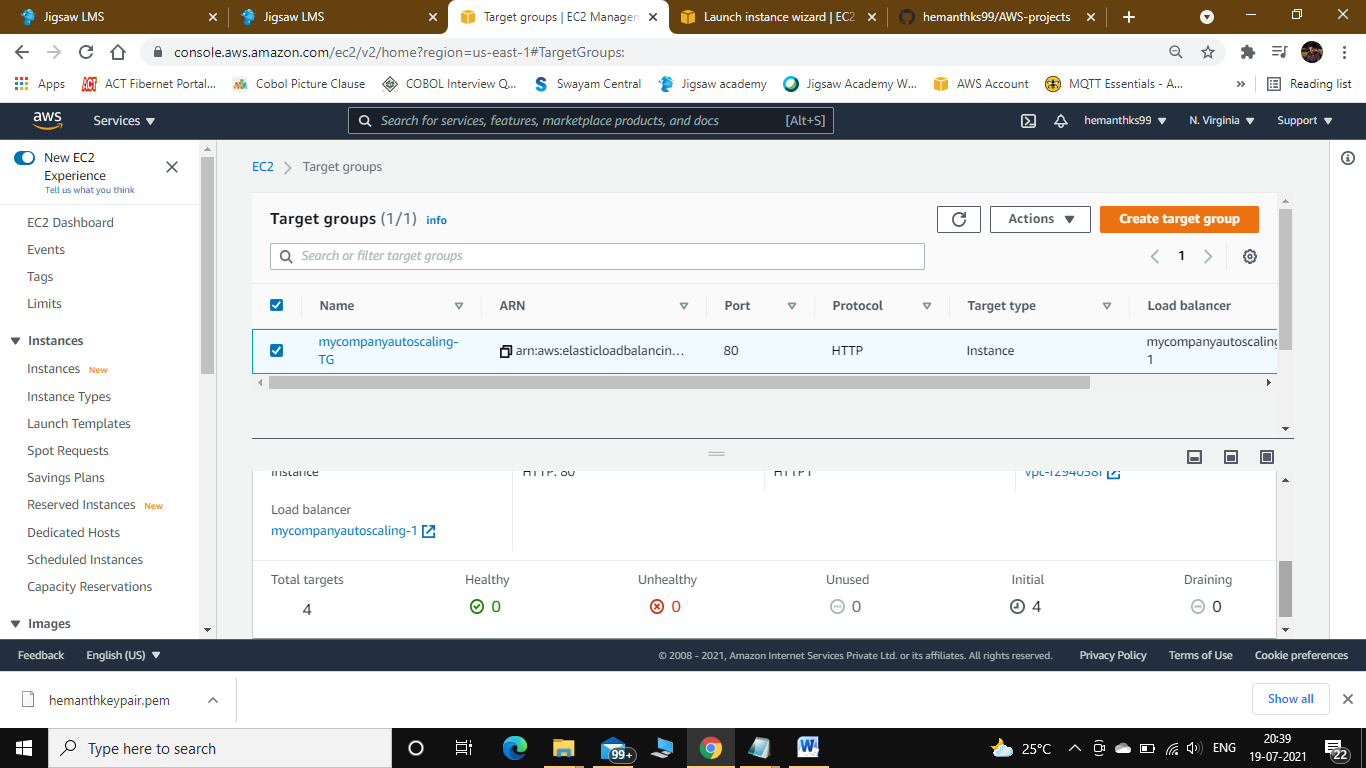 Jigsaw LMS
Jigsaw LMS
Target groups | EC2 Managem
Launch instance wizard | EC2
hemanthks99/AWS-projects
console.aws.amazon.com/ec2/v2/home?region=us-east-1#TargetGroups:
Apps
ACT Fibernet Portal...
Cobol Picture Clause
COBOL Interview Q...
Swayam Central
Jigsaw academy
Jigsaw Academy W...
AWS Account
MQTT Essentials - A...
»
Reading list
aws
Services
Search for services, features, marketplace products, and docs
[Alt+S]
hemanthks99
N. Virginia
Support
New EC2
Experience
Tell us what you think
EC2 Dashboard
Events
Tags
Limits
Instances
Instances New
Instance Types
Launch Templates
Spot Requests
Savings Plans
Reserved Instances New
Dedicated Hosts
Scheduled Instances
Capacity Reservations
Images
EC2
Target groups
Target groups (1/1) info
Actions
Create target group
Search or filter target groups
1
Name
ARN
Port
Protocol
Target type
Load balancer
mycompanyautoscaling-
TG
arn:aws:elasticloadbalancin...
80
HTTP
Instance
mycompanyautoscaling
1
Instance
HTTP: 80
HTTP1
Load balancer
mycompanyautoscaling-1
Total targets
4
Healthy
0
Unhealthy
0
Unused
0
Initial
4
Draining
0
Feedback
English (US)
© 2008 - 2021, Amazon Internet Services Private Ltd. or its affiliates. All rights reserved.
Privacy Policy
Terms of Use
Cookie preferences
hemanthkeypair.pem
Show all
Type here to search
99+
W
25°C
ENG
20:39
19-07-2021
22